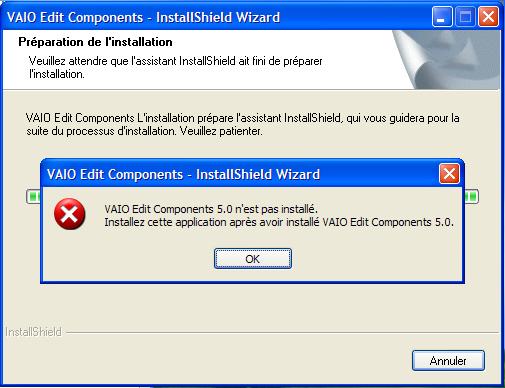 VAIO Edit Components - InstallShield Wizard
Préparation de l'installation
Veuillez attendre que l'assistant InstallShield ait fini de préparer
l'installation.
VAIO Edit Components L'installation prépare l'assistant InstallShield, qui vous guidera pour la
suite du processus d'installation. Veuillez patienter.
VAIO Edit Components - InstallShield Wizard
VAIO Edit Components 5.0 n'est pas installé.
Installez cette application après avoir installé VAIO Edit Components 5.0.
OK
InstallShield
Annuler